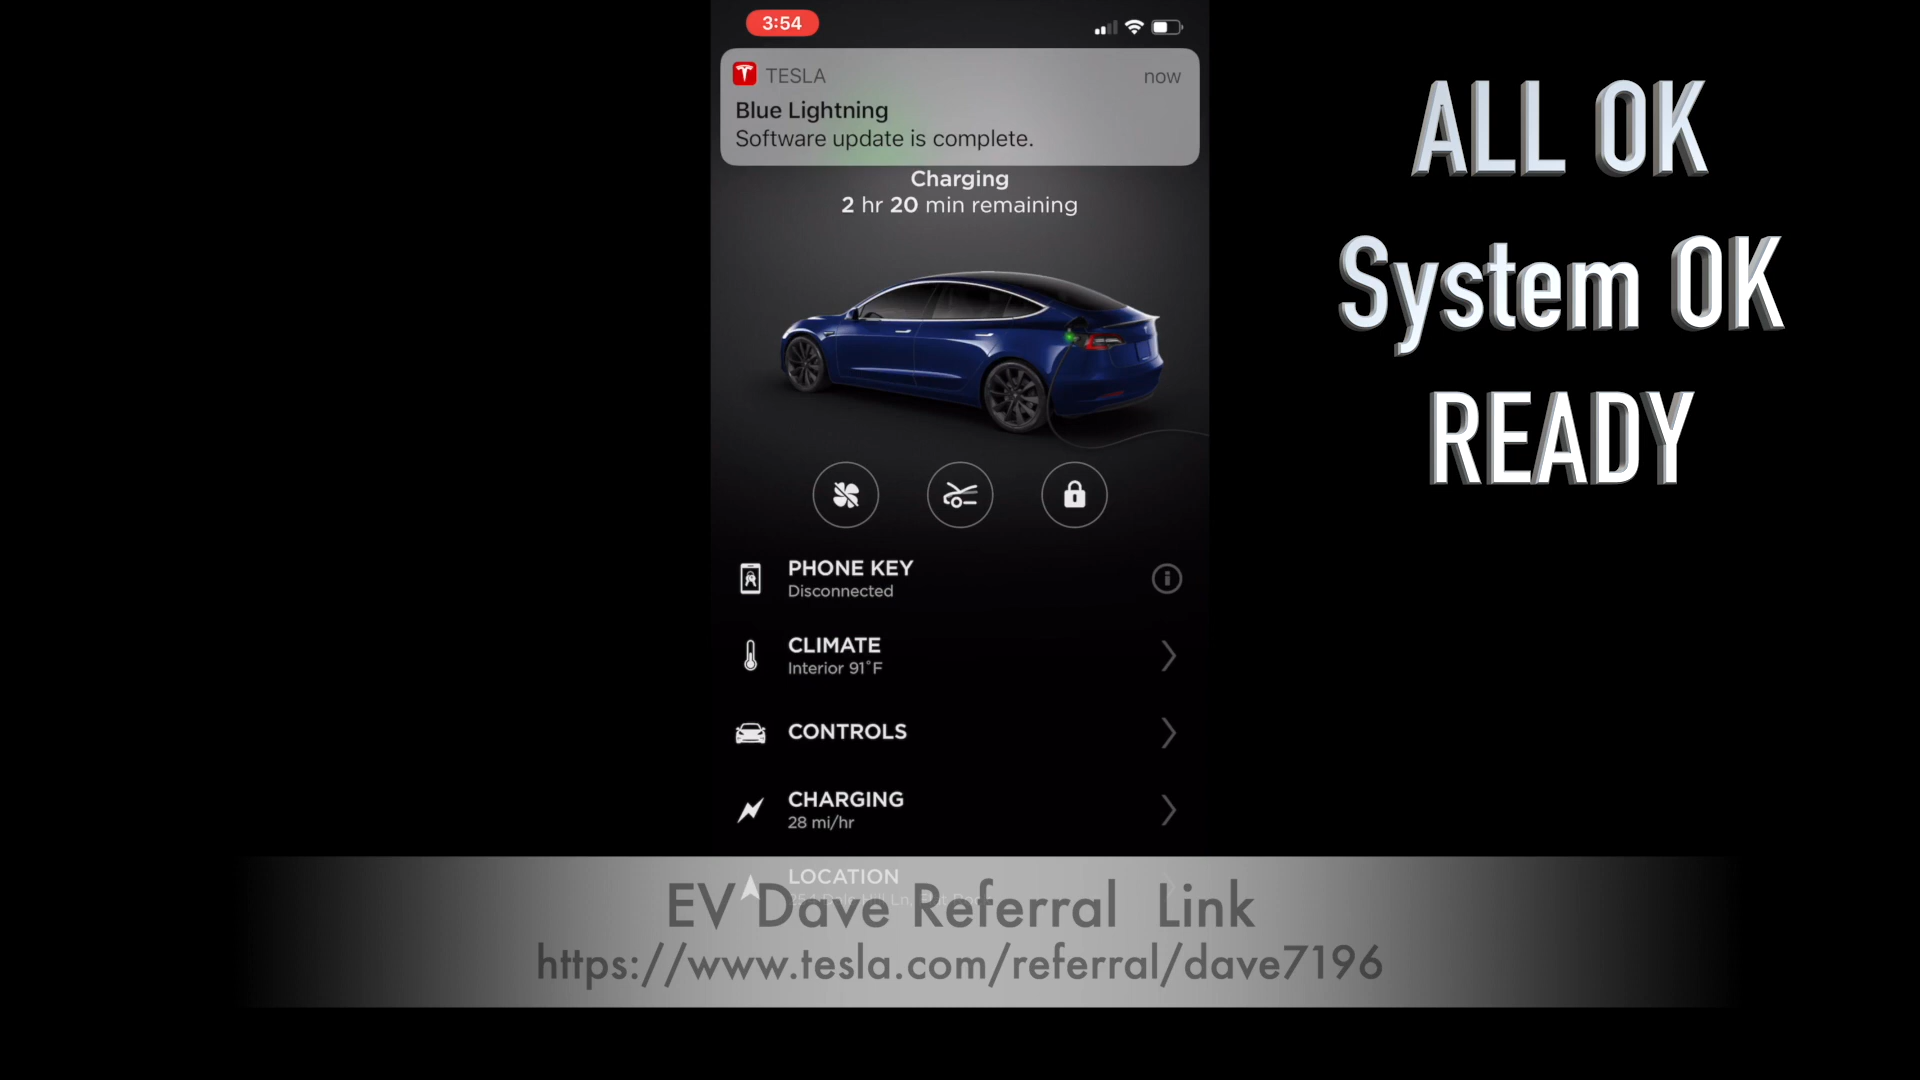 3:54
TESLA
now
Blue Lightning
Software update is complete.
Charging
2 hr 20 min remaining
ALL OK
System OK
READY
PHONE KEY
Disconnected
CLIMATE
Interior 91°F
CONTROLS
CHARGING
28 mi/hr
LOCATION
EV Dave Referral Link
https://www.tesla.com/referral/dave7196